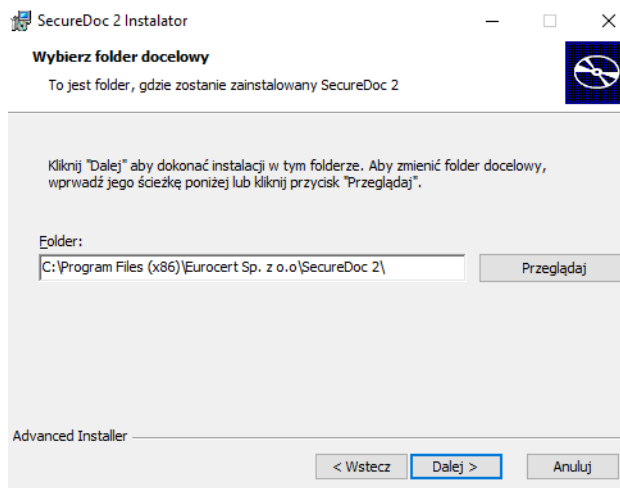 SecureDoc 2 Instalator
Wybierz folder docelowy
To jest folder, gdzie zostanie zainstalowany SecureDoc 2
Kliknij "Dalej" aby dokonać instalacji w tym folderze. Aby zmienić folder docelowy,
wprwadź jego ścieżkę poniżej lub kliknij przycisk "Przeglądaj".
Folder:
C:\Program Files (x86)\Eurocert Sp. z o.o\SecureDoc 2\
Przeglądaj
Advanced Installer
< Wstecz
Dalej >
Anuluj